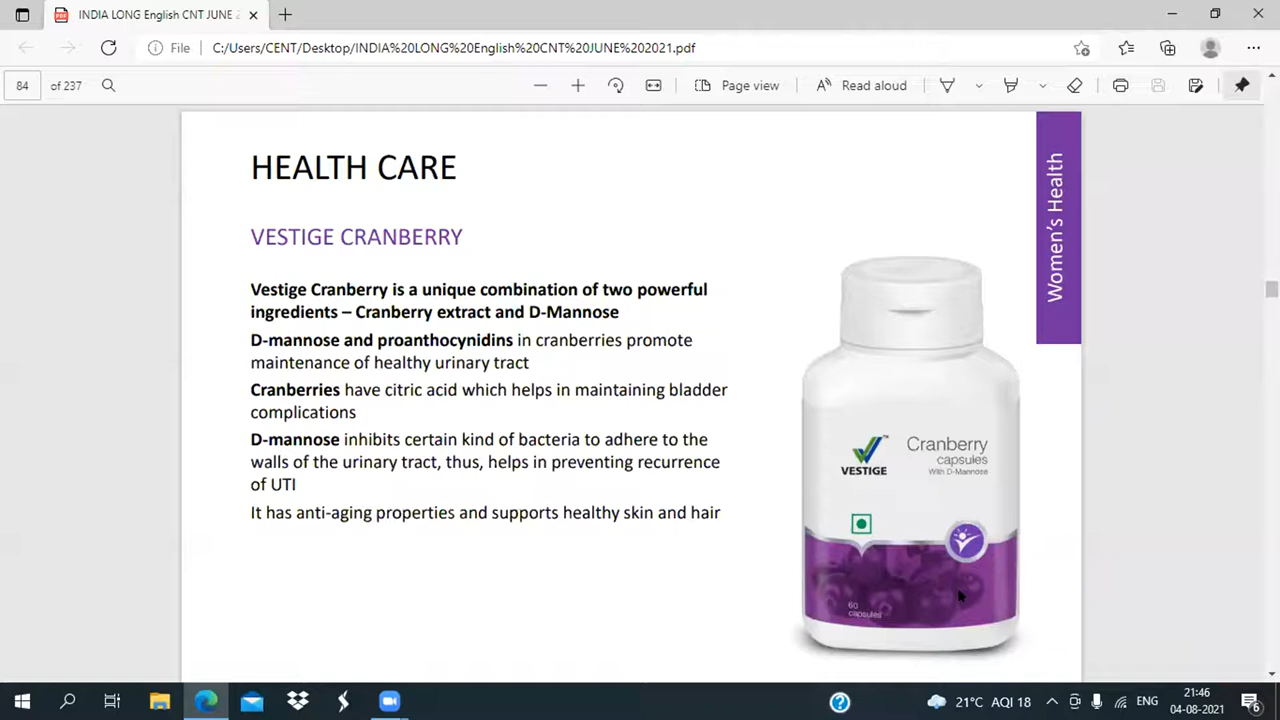 INDIA LONG English CNT JUNE 2
File
C:/Users/CENT/Desktop/INDIA%20LONG%20English%20CNT%20JUNE%202021.pdf
84 of 237
Page view
Read aloud
HEALTH CARE
Women's Health
VESTIGE CRANBERRY
Vestige Cranberry is a unique combination of two powerful
ingredients – Cranberry extract and D-Mannose
D-mannose and proanthocynidins in cranberries promote
maintenance of healthy urinary tract
Cranberries have citric acid which helps in maintaining bladder
complications
D-mannose inhibits certain kind of bacteria to adhere to the
walls of the urinary tract, thus, helps in preventing recurrence
of UTI
It has anti-aging properties and supports healthy skin and hair
VESTIGE
Cranberry
capsules
With D-Mannose
60
capsules
21°C AQI 18
ENG
21:46
04-08-2021
6